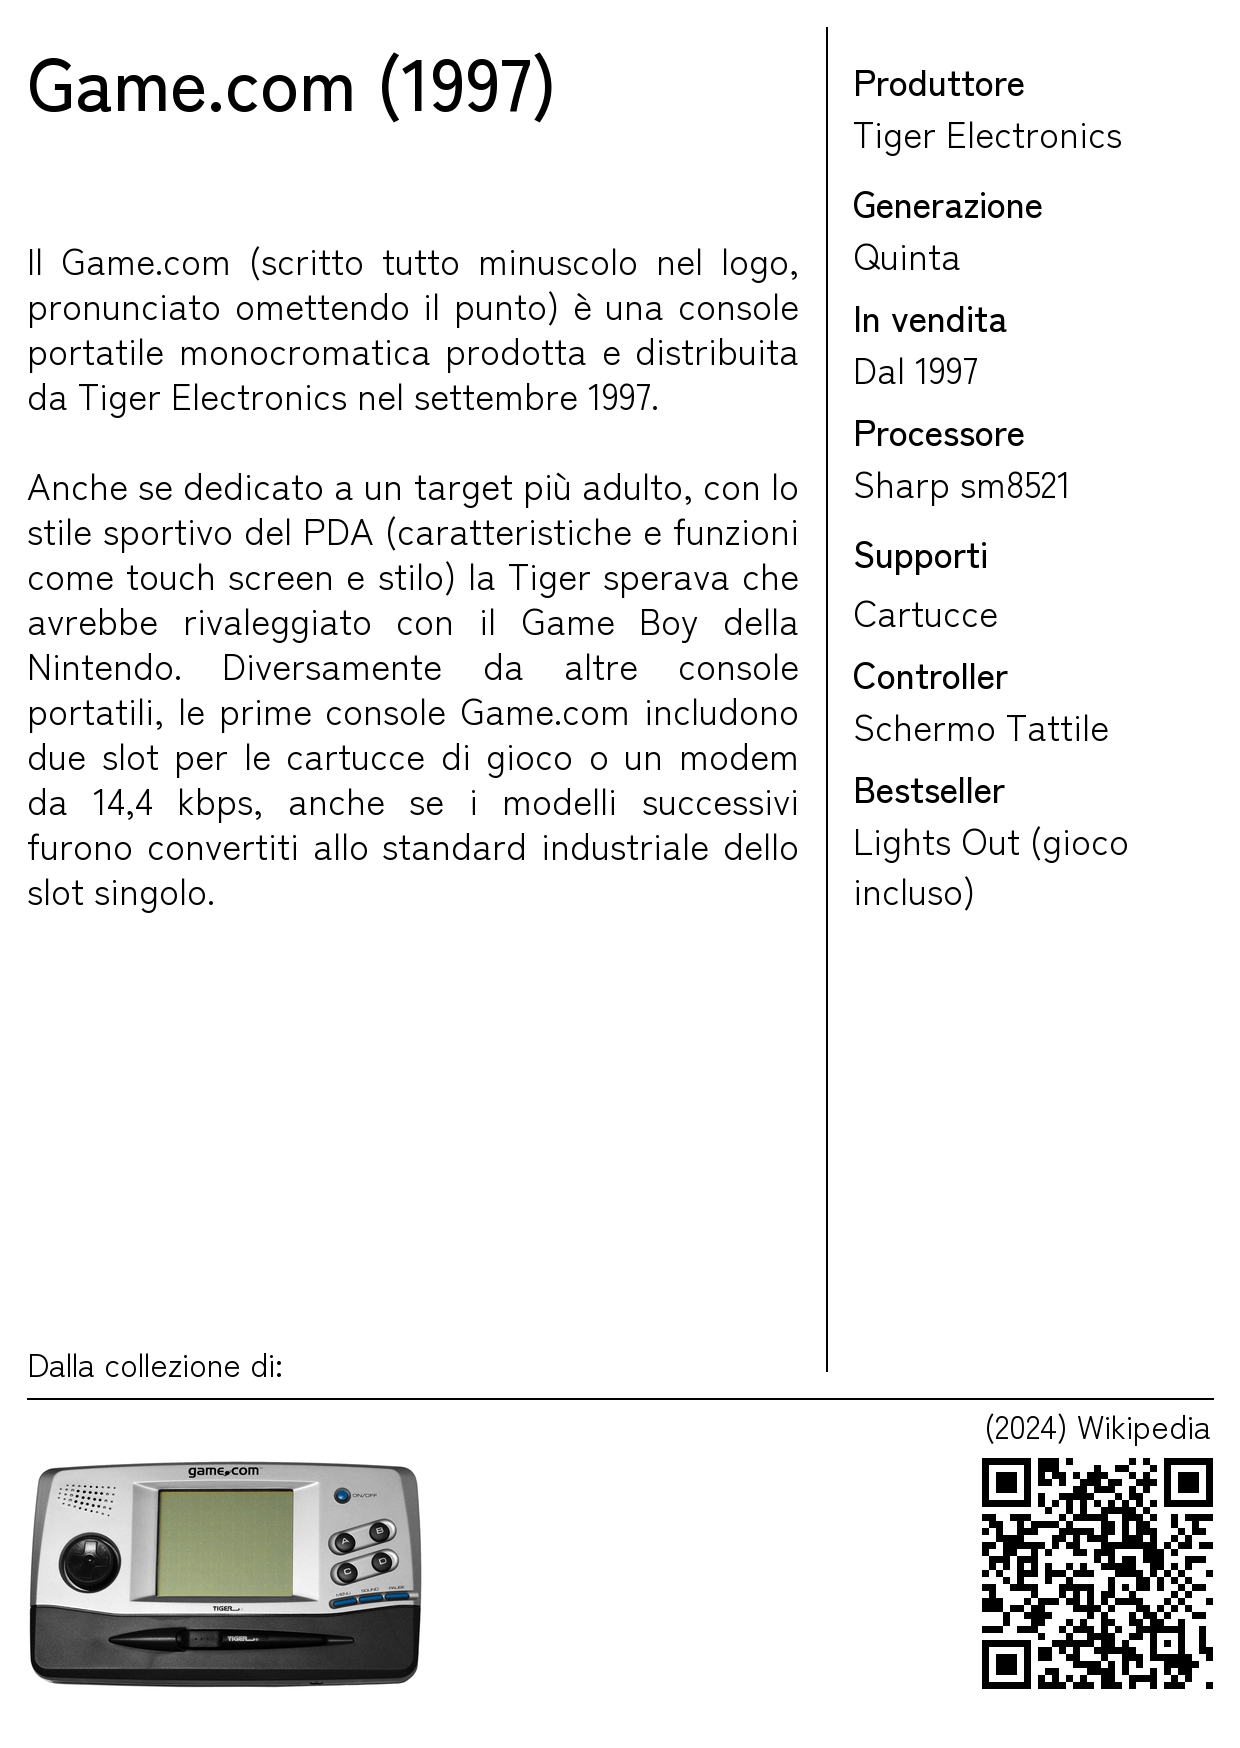 Game.com (1997)
Il Game.com (scritto tutto minuscolo nel logo,
pronunciato omettendo il punto) è una console
portatile monocromatica prodotta e distribuita
da Tiger Electronics nel settembre 1997.
Anche se dedicato a un target più adulto, con lo
stile sportivo del PDA (caratteristiche e funzioni
come touch screen e stilo) la Tiger sperava che
avrebbe rivaleggiato con il Game Boy della
Nintendo. Diversamente da altre console
portatili, le prime console Game.com includono
due slot per le cartucce di gioco o un modem
da 14,4 kbps, anche se i modelli successivi
furono convertiti allo standard industriale dello
slot singolo.
Produttore
Tiger Electronics
Generazione
Quinta
In vendita
Dal 1997
Processore
Sharp sm8521
Supporti
Cartucce
Controller
Schermo Tattile
Bestseller
Lights Out (gioco
incluso)
Dalla collezione di:
(2024) Wikipedia
game.com
ON/OFF
A
B
C
D
MENU
SOUND
PAUSE
TIGER
TIGER